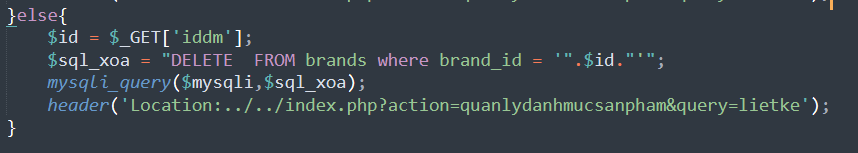 }else{
    $id = $_GET['iddm'];
    $sql_xoa = "DELETE  FROM brands where brand_id = '".$id."'";
    mysqli_query($mysqli,$sql_xoa);
    header('Location:../../index.php?action=quanlydanhmucsanpham&query=lietke');
}